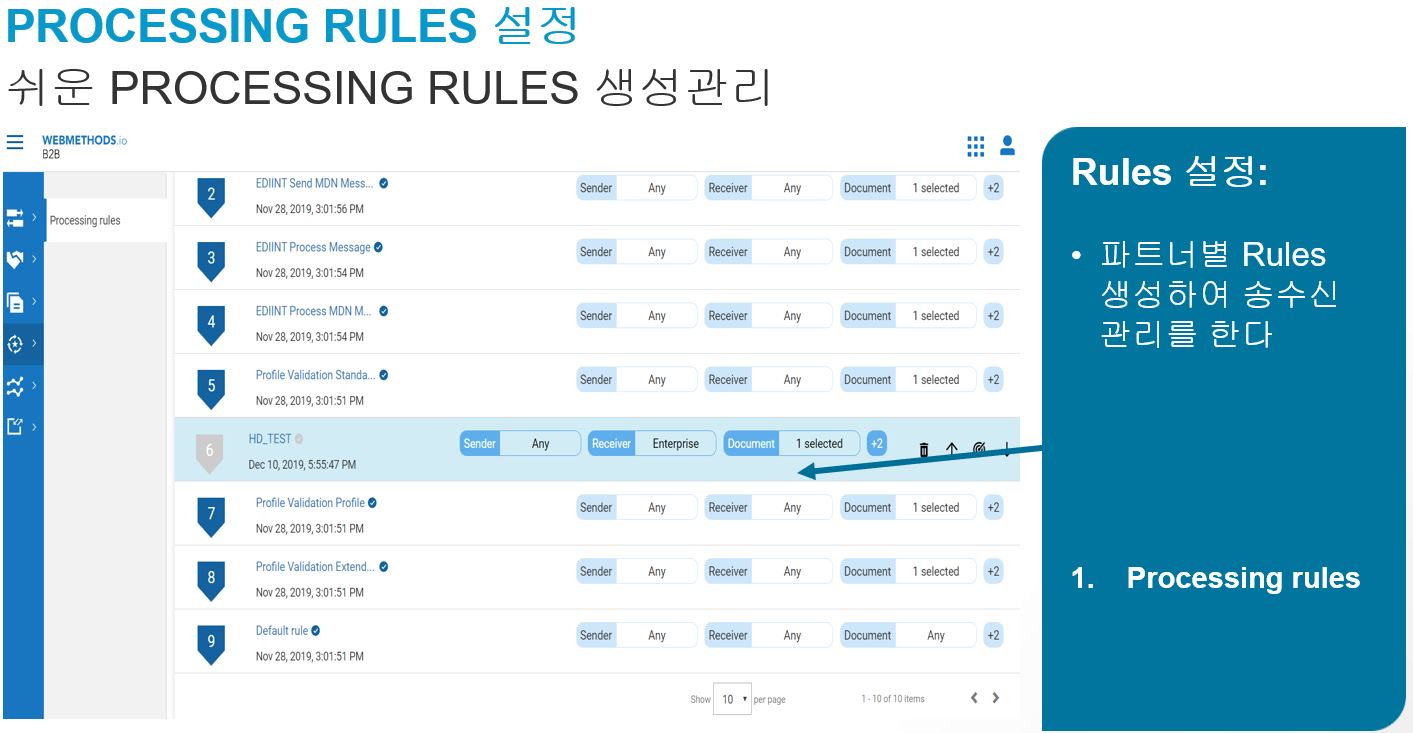 PROCESSING RULES 설정
쉬운 PROCESSING RULES 생성관리
WEBMETHODS.io
B2B
Processing rules
2 EDIINT Send MDN Mess... Sender Any Receiver Any Document 1 selected +2
Nov 28, 2019, 3:01:56 PM
3 EDIINT Process Message Sender Any Receiver Any Document 1 selected +2
Nov 28, 2019, 3:01:54 PM
4 EDIINT Process MDN M... Sender Any Receiver Any Document 1 selected +2
Nov 28, 2019, 3:01:54 PM
5 Profile Validation Standa... Sender Any Receiver Any Document 1 selected +2
Nov 28, 2019, 3:01:51 PM
6 HD_TEST Sender Any Receiver Enterprise Document 1 selected +2
Dec 10, 2019, 5:55:47 PM
7 Profile Validation Profile Sender Any Receiver Any Document 1 selected +2
Nov 28, 2019, 3:01:51 PM
8 Profile Validation Extend... Sender Any Receiver Any Document 1 selected +2
Nov 28, 2019, 3:01:51 PM
9 Default rule Sender Any Receiver Any Document Any +2
Nov 28, 2019, 3:01:51 PM
Show 10 per page 1 - 10 of 10 items
Rules 설정:
• 파트너별 Rules
생성하여 송수신
관리를 한다
1. Processing rules